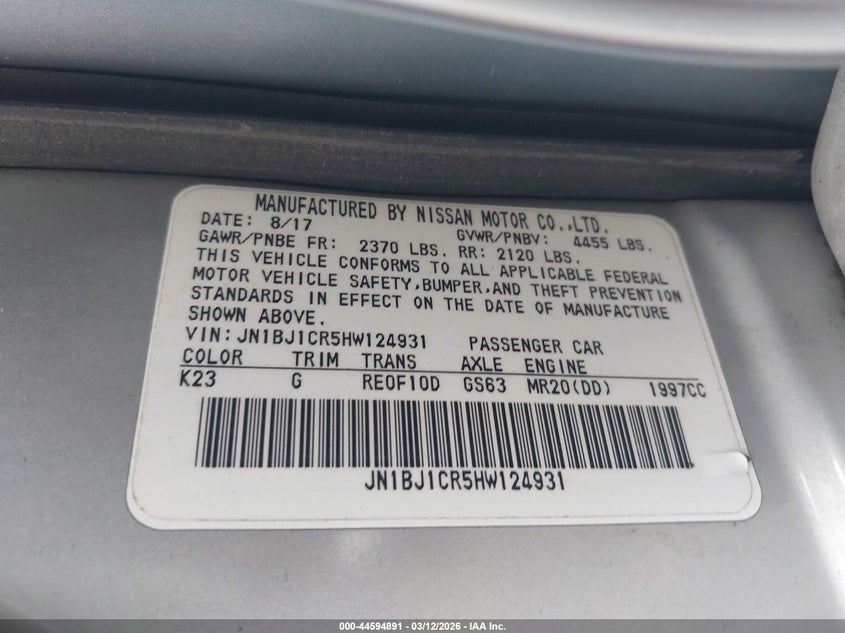 MANUFACTURED BY NISSAN MOTOR CO.,LTD.
DATE: 8/17 GVWR/PNBV: 4455 LBS.
GAWR/PNBE FR: 2370 LBS. RR: 2120 LBS.
THIS VEHICLE CONFORMS TO ALL APPLICABLE FEDERAL
MOTOR VEHICLE SAFETY,BUMPER,AND THEFT PREVENTION
STANDARDS IN EFFECT ON THE DATE OF MANUFACTURE
SHOWN ABOVE.
VIN:JN1BJ1CR5HW124931 PASSENGER CAR
COLOR TRIM TRANS AXLE ENGINE
K23 G RE0F10D GS63 MR20(DD) 1997CC
JN1BJ1CR5HW124931
000-44594891 - 03/12/2026 - IAA Inc.